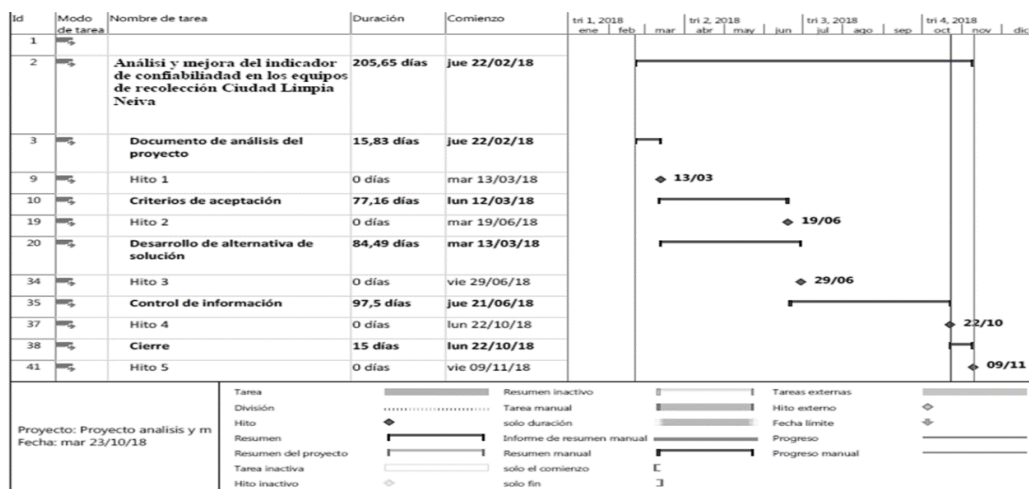 Id Modo de tarea Nombre de tarea Duración Comienzo
tri 1, 2018 tri 2, 2018 tri 3, 2018 tri 4, 2018
ene feb mar abr may jun jul ago sep oct nov dic
1
2 Análisi y mejora del indicador de confiabiliadad en los equipos de recolección Ciudad Limpia Neiva 205,65 días jue 22/02/18
3 Documento de análisis del proyecto 15,83 días jue 22/02/18
9 Hito 1 0 días mar 13/03/18 13/03
10 Criterios de aceptación 77,16 días lun 12/03/18
19 Hito 2 0 días mar 19/06/18 19/06
20 Desarrollo de alternativa de solución 84,49 días mar 13/03/18
34 Hito 3 0 días vie 29/06/18 29/06
35 Control de información 97,5 días jue 21/06/18
37 Hito 4 0 días lun 22/10/18 22/10
38 Cierre 15 días lun 22/10/18
41 Hito 5 0 días vie 09/11/18 09/11
Proyecto: Proyecto analisis y m
Fecha: mar 23/10/18
Tarea Resumen inactivo Tareas externas
División Tarea manual Hito externo
Hito solo duración Fecha límite
Resumen Informe de resumen manual Progreso
Resumen del proyecto Resumen manual Progreso manual
Tarea inactiva solo el comienzo
Hito inactivo solo fin